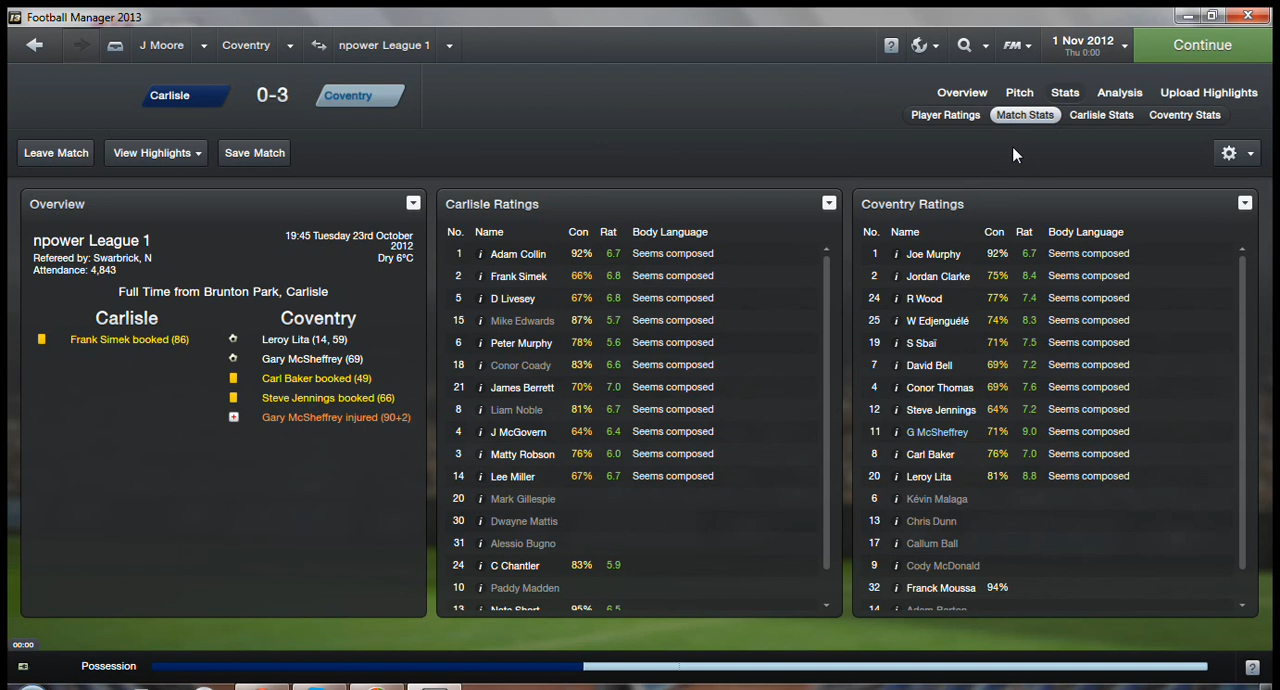 Football Manager 2013
J Moore Coventry npower League 1 ? FM 1 Nov 2012 Continue
Thu 0:00
Carlisle 0-3 Coventry
Overview Pitch Stats Analysis Upload Highlights
Player Ratings Match Stats Carlisle Stats Coventry Stats
Leave Match View Highlights Save Match
Overview
npower League 1
Refereed by: Swarbrick, N
Attendance: 4,843
19:45 Tuesday 23rd October
2012
Dry 6°C
Full Time from Brunton Park, Carlisle
Carlisle Coventry
Frank Simek booked (86) Leroy Lita (14, 59)
Gary McSheffrey (69)
Carl Baker booked (49)
Steve Jennings booked (66)
Gary McSheffrey injured (90+2)
Carlisle Ratings
No. Name Con Rat Body Language
1 i Adam Collin 92% 6.7 Seems composed
2 i Frank Simek 66% 6.8 Seems composed
5 i D Livesey 67% 6.8 Seems composed
15 i Mike Edwards 87% 5.7 Seems composed
6 i Peter Murphy 78% 5.6 Seems composed
18 i Conor Coady 83% 6.6 Seems composed
21 i James Berrett 70% 7.0 Seems composed
8 i Liam Noble 81% 6.7 Seems composed
4 i J McGovern 64% 6.4 Seems composed
3 i Matty Robson 76% 6.0 Seems composed
14 i Lee Miller 67% 6.7 Seems composed
20 i Mark Gillespie
30 i Dwayne Mattis
31 i Alessio Bugno
24 i C Chantler 83% 5.9
10 i Paddy Madden
13 i Nate Short 95% 6.5
Coventry Ratings
No. Name Con Rat Body Language
1 i Joe Murphy 92% 6.7 Seems composed
2 i Jordan Clarke 75% 8.4 Seems composed
24 i R Wood 77% 7.4 Seems composed
25 i W Edjenguélé 74% 8.3 Seems composed
19 i S Sbaï 71% 7.5 Seems composed
7 i David Bell 69% 7.2 Seems composed
4 i Conor Thomas 69% 7.6 Seems composed
12 i Steve Jennings 64% 7.2 Seems composed
11 i G McSheffrey 71% 9.0 Seems composed
8 i Carl Baker 76% 7.0 Seems composed
20 i Leroy Lita 81% 8.8 Seems composed
6 i Kévin Malaga
13 i Chris Dunn
17 i Callum Ball
9 i Cody McDonald
32 i Franck Moussa 94%
14 i Adam Barton
00:00
Possession ?